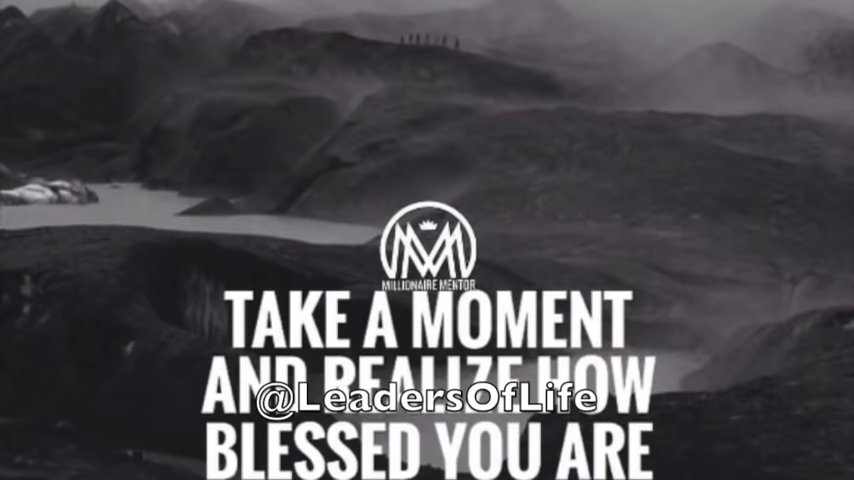 MILLIONAIRE MENTOR
TAKE A MOMENT
AND REALIZE HOW
@LeadersOfLife
BLESSED YOU ARE